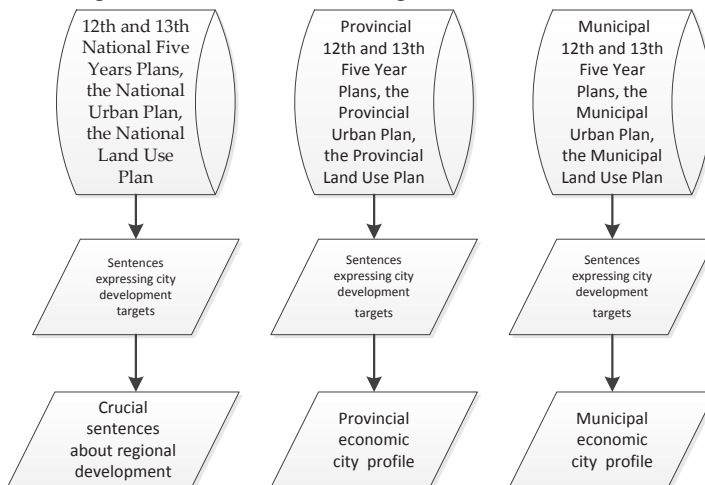 12th and 13th
National Five
Years Plans,
the National
Urban Plan,
the National
Land Use
Plan
Provincial
12th and 13th
Five Year
Plans, the
Provincial
Urban Plan,
the Provincial
Land Use Plan
Municipal
12th and 13th
Five Year
Plans, the
Municipal
Urban Plan,
the Municipal
Land Use Plan
Sentences
expressing city
development
targets
Sentences
expressing city
development
targets
Sentences
expressing city
development
targets
Crucial
sentences
about regional
development
Provincial
economic
city profile
Municipal
economic
city profile